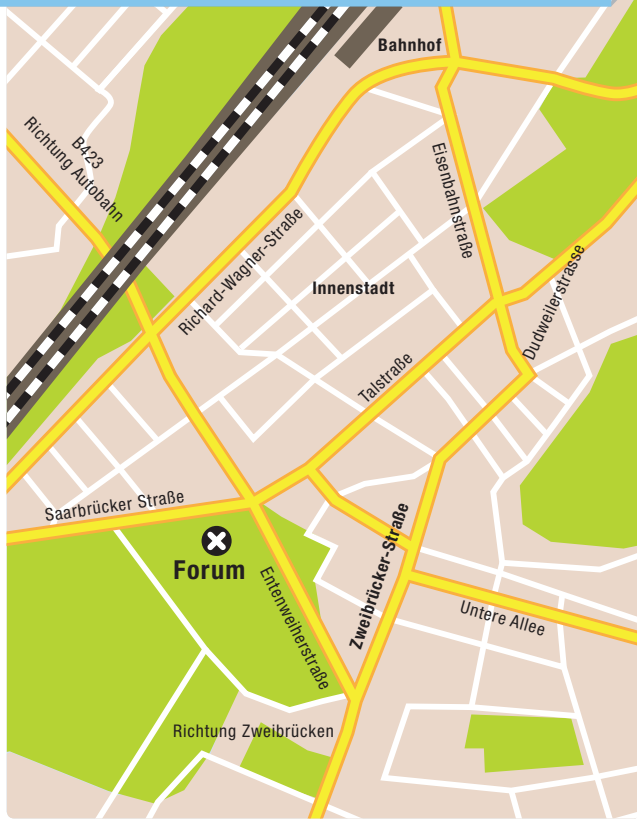 Bahnhof
B423
Richtung Autobahn
Eisenbahnstraße
Richard-Wagner-Straße
Innenstadt
Dudweilerstrasse
Talstraße
Saarbrücker Straße
Forum
Entenweiherstraße
Zweibrücker-Straße
Untere Allee
Richtung Zweibrücken